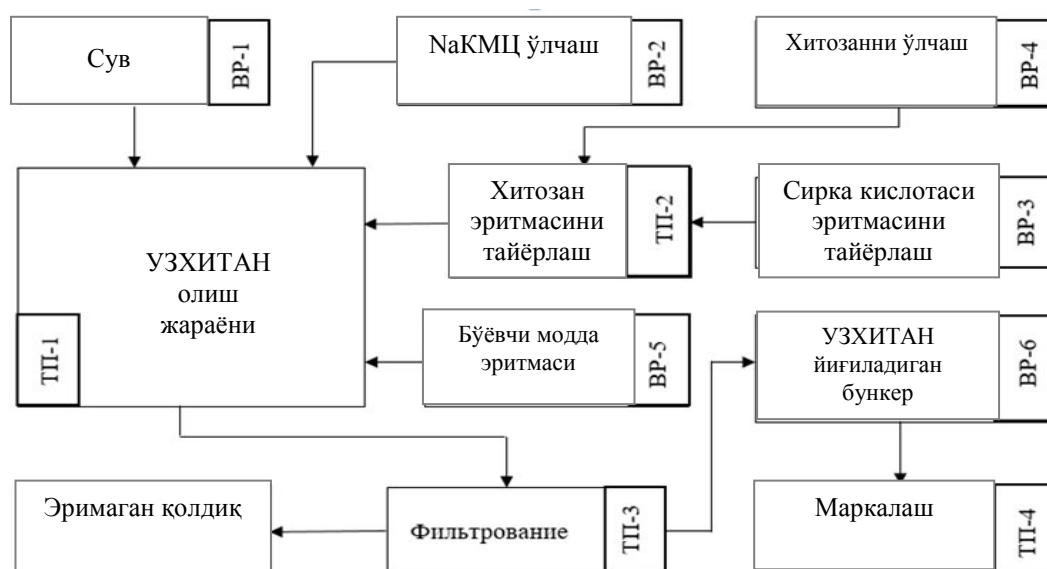 Сув
ВР-1
NaКМЦ ўлчаш
ВР-2
Хитозанни ўлчаш
ВР-4
УЗХИТАН
олиш
жараёни
ТП-1
Хитозан
эритмасини
тайёрлаш
ТП-2
Сирка кислотаси
эритмасини
тайёрлаш
ВР-3
Бўёвчи модда
эритмаси
ВР-5
УЗХИТАН
йиғиладиган
бункер
ВР-6
Эримаган қолдиқ
Фильтрование
ТП-3
Маркалаш
ТП-4